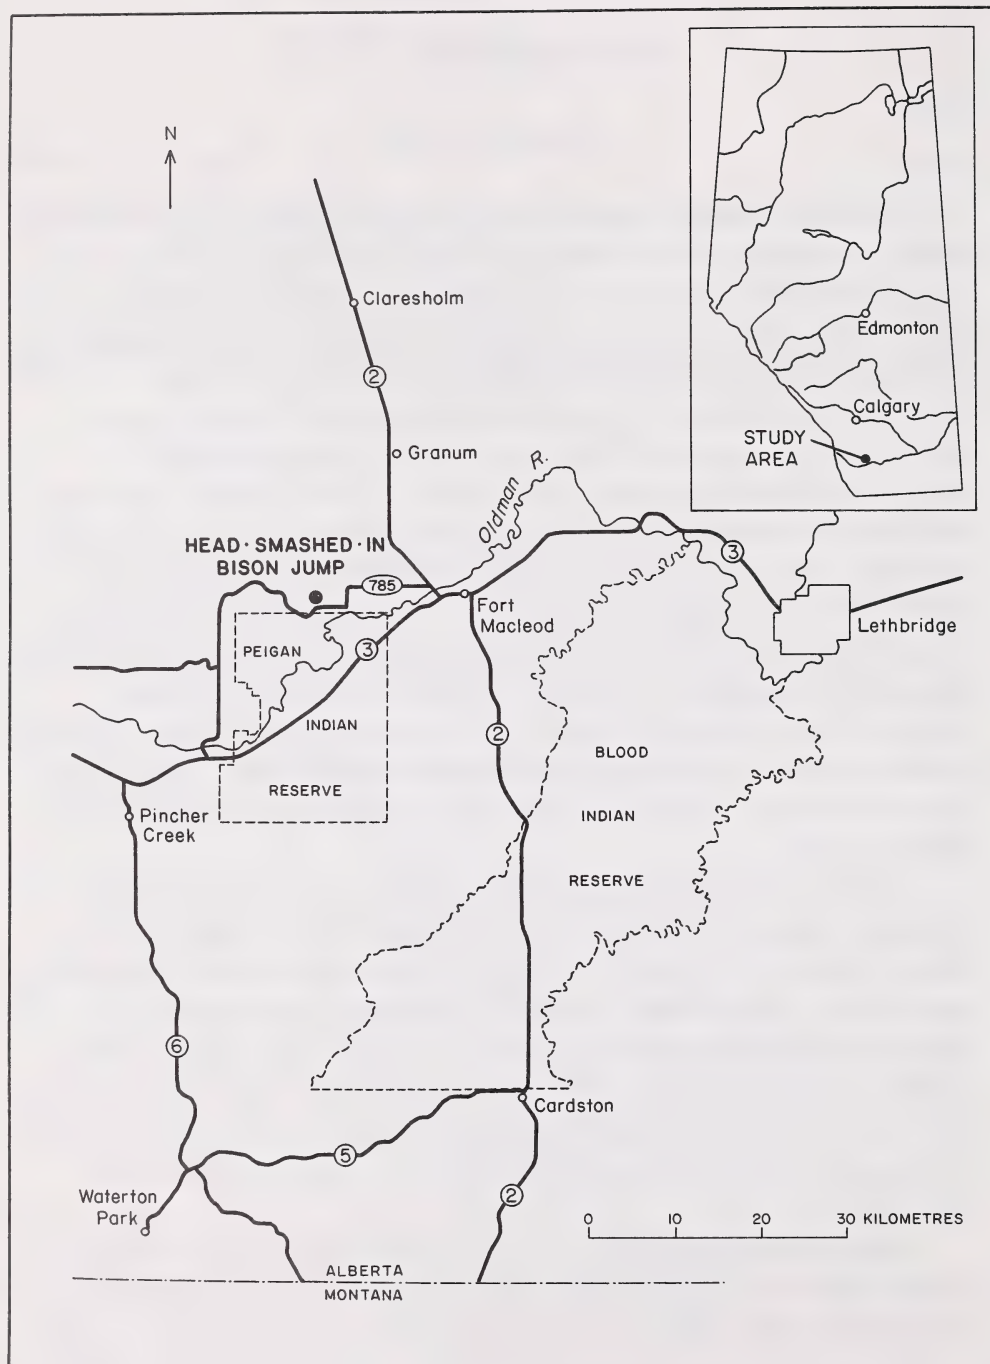 N
Claresholm
2
Granum
Oldman R.
HEAD·SMASHED·IN
BISON JUMP
785
Fort
Macleod
3
Lethbridge
PEIGAN
3
INDIAN
RESERVE
2
BLOOD
INDIAN
RESERVE
Pincher
Creek
6
Cardston
5
Waterton
Park
2
0 10 20 30 KILOMETRES
ALBERTA
MONTANA
Edmonton
Calgary
STUDY
AREA